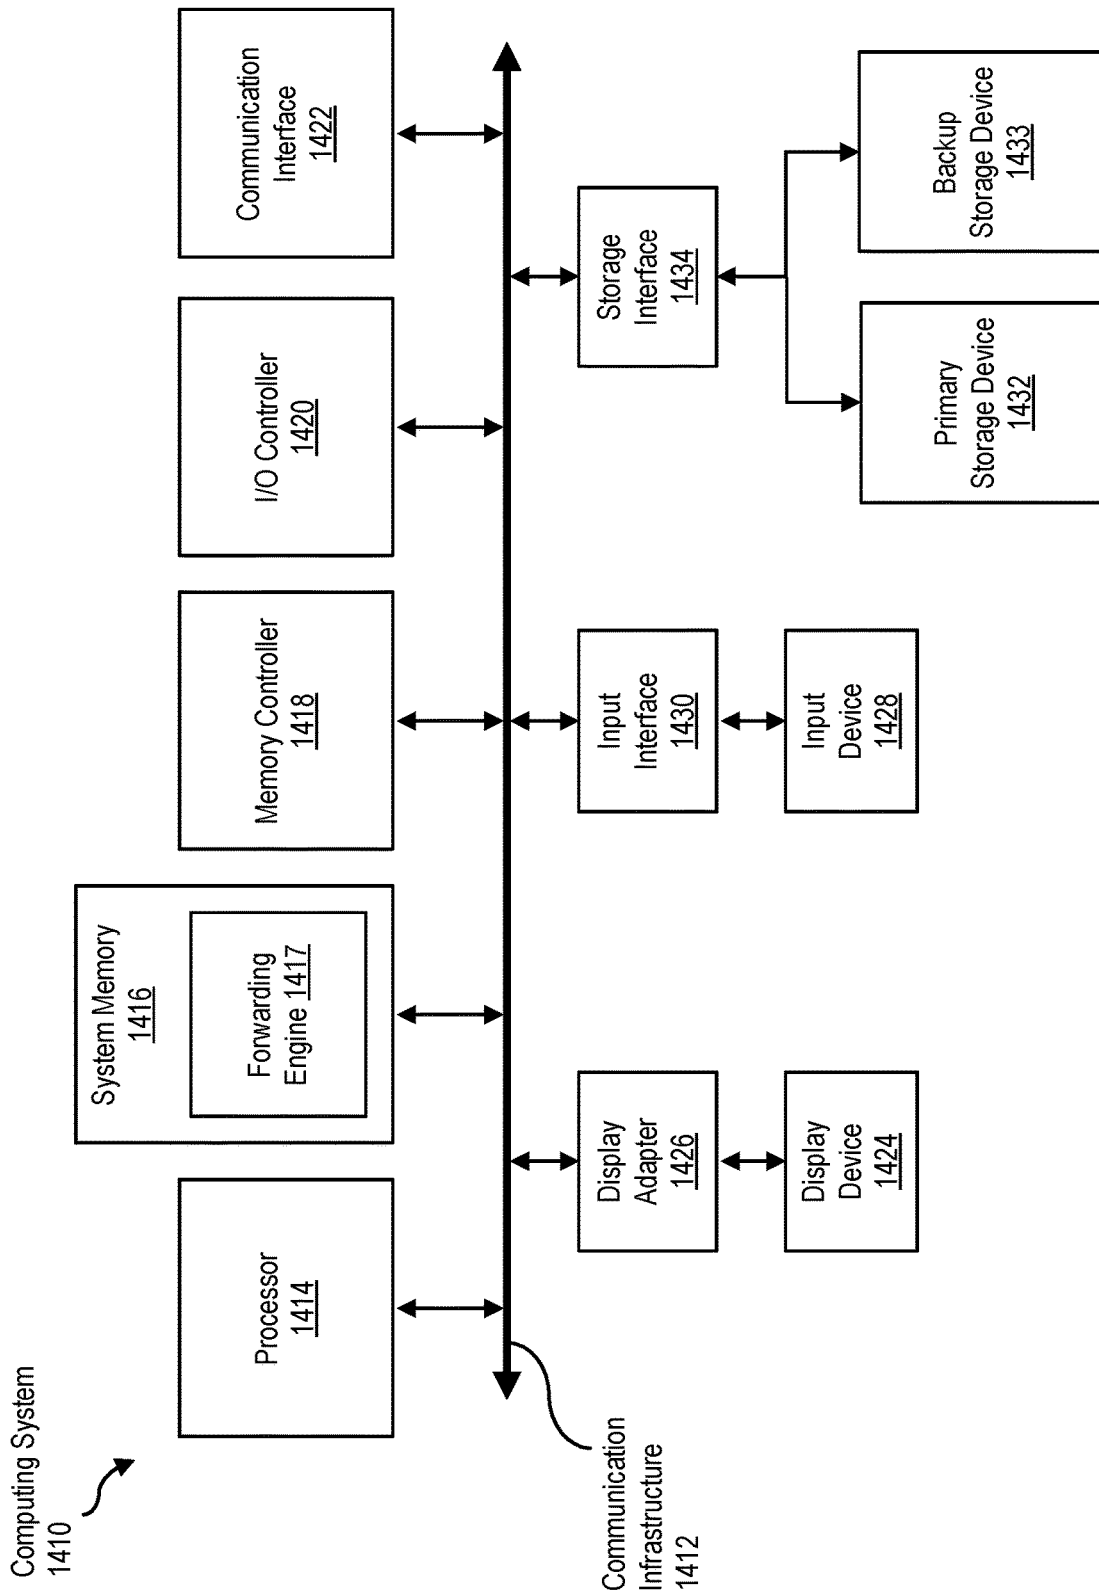 Computing System
1410
Processor
1414
System Memory
1416
Forwarding
Engine 1417
Memory Controller
1418
I/O Controller
1420
Communication
Interface
1422
Communication
Infrastructure
1412
Display
Adapter
1426
Input
Interface
1430
Storage
Interface
1434
Display
Device
1424
Input
Device
1428
Primary
Storage Device
1432
Backup
Storage Device
1433